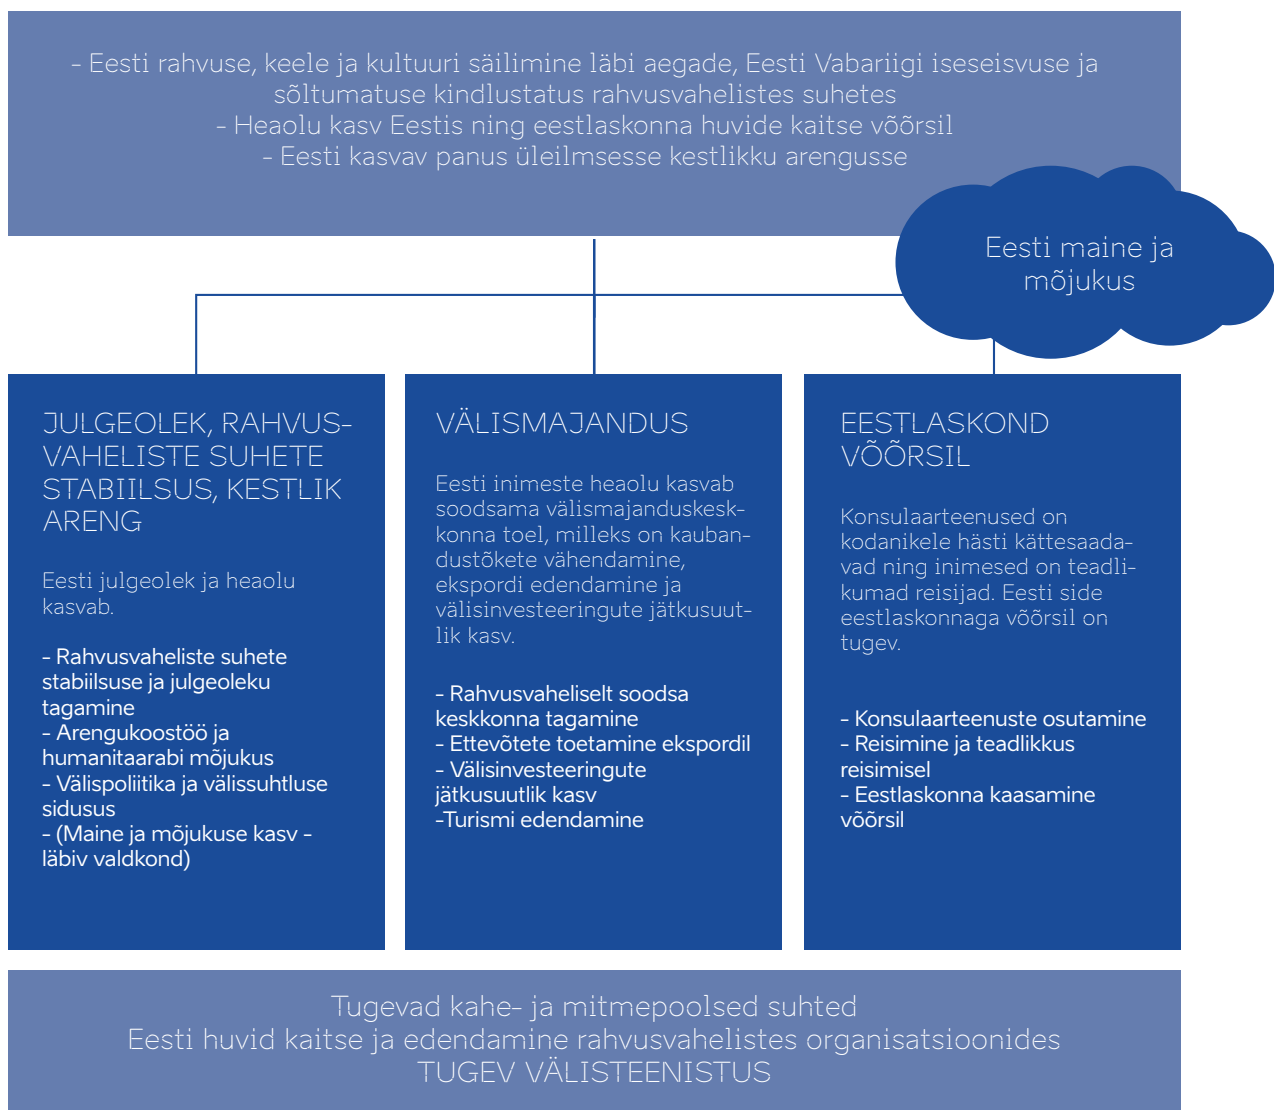 - Eesti rahvuse, keele ja kultuuri säilimine läbi aegade, Eesti Vabariigi iseseisvuse ja
sõltumatuse kindlustatus rahvusvahelistes suhetes
- Heaolu kasv Eestis ning eestlaskonna huvide kaitse võõrsil
- Eesti kasvav panus üleilmsesse kestlikku arengusse
Eesti maine ja
mõjukus
JULGEOLEK, RAHVUS-
VAHELISTE SUHETE
STABIILSUS, KESTLIK
ARENG
Eesti julgeolek ja heaolu
kasvab.
- Rahvusvaheliste suhete
stabiilsuse ja julgeoleku
tagamine
- Arengukoostöö ja
humanitaarabi mõjukus
- Välispoliitika ja välissuhtluse
sidusus
- (Maine ja mõjukuse kasv -
läbiv valdkond)
VÄLISMAJANDUS
Eesti inimeste heaolu kasvab
soodsama välismajanduskesk-
konna toel, milleks on kauban-
dustõkete vähendamine,
ekspordi edendamine ja
välisinvesteeringute jätkusuut-
lik kasv.
- Rahvusvaheliselt soodsa
keskkonna tagamine
- Ettevõtete toetamine ekspordil
- Välisinvesteeringute
jätkusuutlik kasv
-Turismi edendamine
EESTLASKOND
VÕÕRSIL
Konsulaarteenused on
kodanikele hästi kättesaada-
vad ning inimesed on teadli-
kumad reisijad. Eesti side
eestlaskonnaga võõrsil on
tugev.
- Konsulaarteenuste osutamine
- Reisimine ja teadlikkus
reisimisel
- Eestlaskonna kaasamine
võõrsil
Tugevad kahe- ja mitmepoolsed suhted
Eesti huvid kaitse ja edendamine rahvusvahelistes organisatsioonides
TUGEV VÄLISTEENISTUS